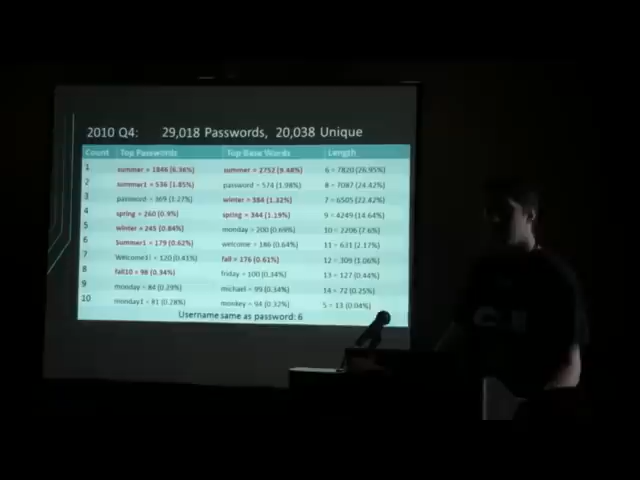 2010 Q4: 29,018 Passwords, 20,038 Unique
Count Top Passwords Top Base Words Length
1 summer = 1846 (6.36%) summer = 2752 (9.48%) 6 = 7820 (26.95%)
2 summer1 = 536 (1.85%) password = 574 (1.98%) 8 = 7087 (24.42%)
3 password = 369 (1.27%) winter = 384 (1.32%) 7 = 6505 (22.42%)
4 spring = 260 (0.9%) spring = 344 (1.19%) 9 = 4249 (14.64%)
5 winter = 245 (0.84%) monday = 200 (0.69%) 10 = 2206 (7.6%)
6 Summer1 = 179 (0.62%) welcome = 186 (0.64%) 11 = 631 (2.17%)
7 Welcome1! = 120 (0.41%) fall = 176 (0.61%) 12 = 309 (1.06%)
8 fall10 = 98 (0.34%) friday = 100 (0.34%) 13 = 127 (0.44%)
9 monday = 84 (0.29%) michael = 99 (0.34%) 14 = 72 (0.25%)
10 monday1 = 81 (0.28%) monkey = 94 (0.32%) 5 = 13 (0.04%)
Username same as password: 6